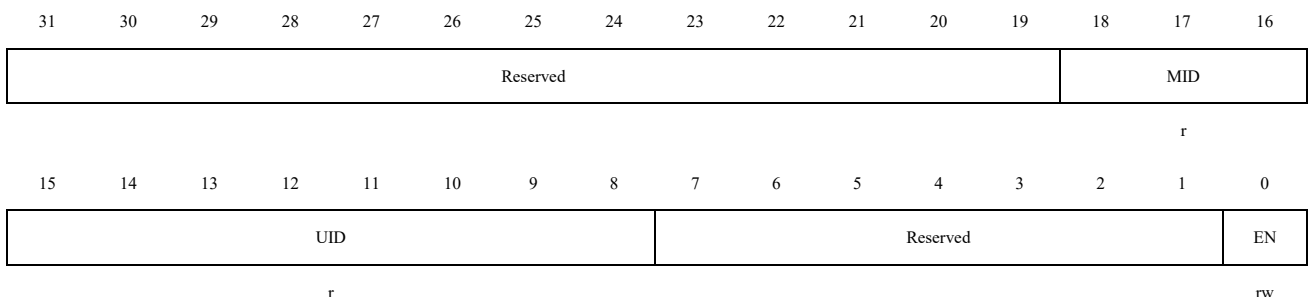 31 30 29 28 27 26 25 24 23 22 21 20 19 18 17 16
Reserved MID
r
15 14 13 12 11 10 9 8 7 6 5 4 3 2 1 0
UID Reserved EN
r rw